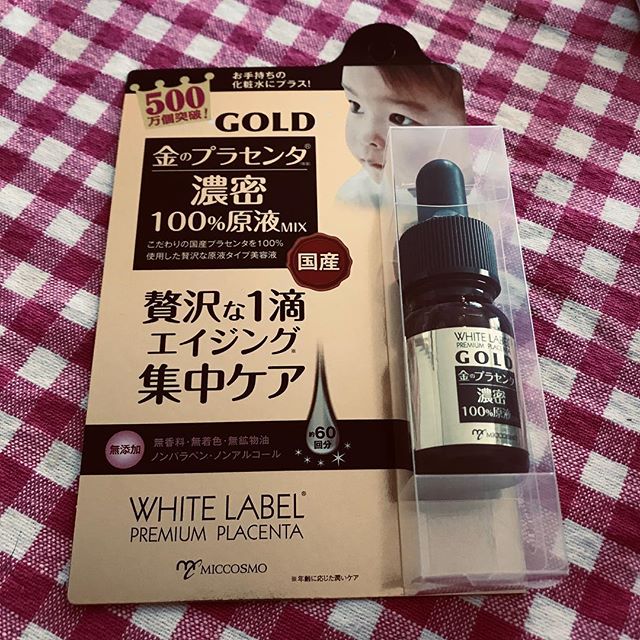 お手持ちの
化粧水にプラス!
500
万個突破!
GOLD
金のプラセンタ®
濃密
100%原液MIX
こだわりの国産プラセンタを100%
使用した贅沢な原液タイプ美容液
国産
贅沢な1滴
エイジング※
集中ケア
約60
回分
無添加
無香料・無着色・無鉱物油
ノンパラベン・ノンアルコール
WHITE LABEL®
PREMIUM PLACENTA
MICCOSMO
※年齢に応じた潤いケア
WHITE LABEL
PREMIUM PLACENTA
GOLD
金のプラセンタ
濃密
100%原液
MICCOSMO